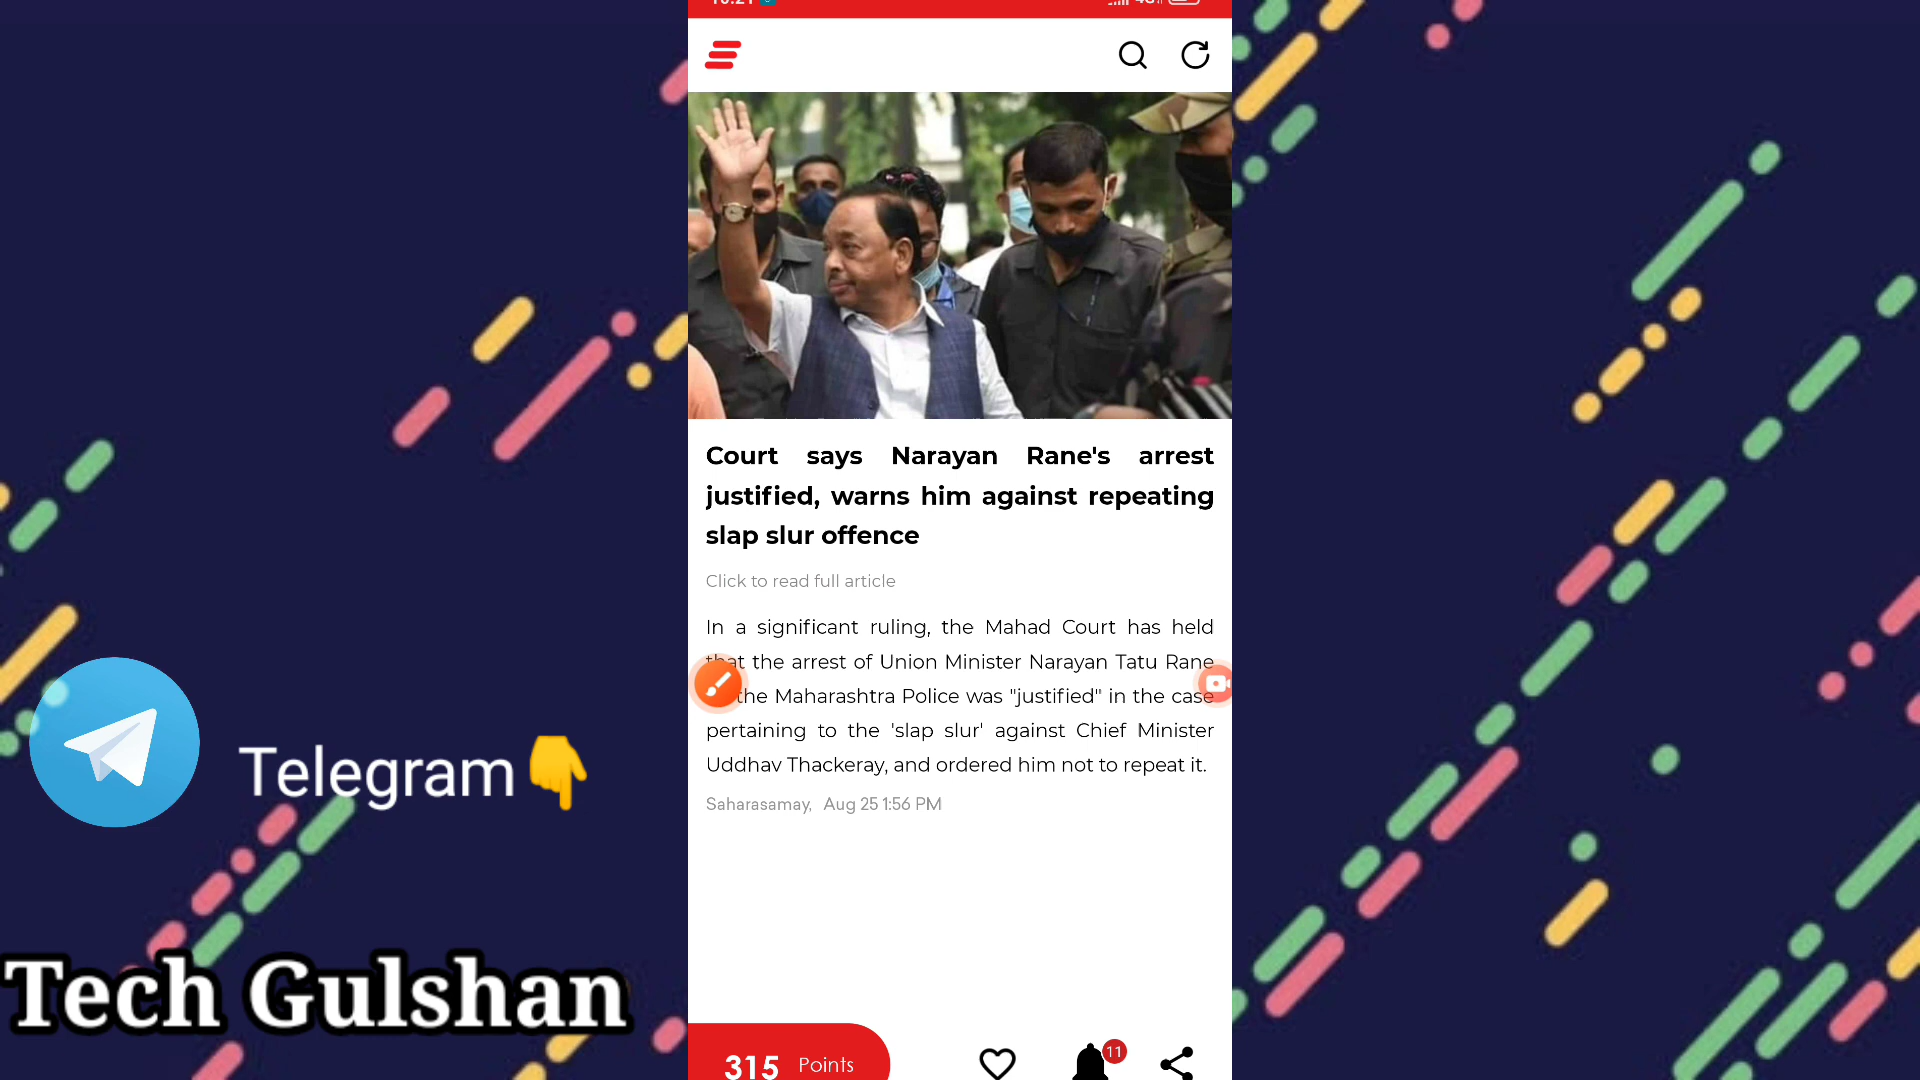 Court says Narayan Rane's arrest
justified, warns him against repeating
slap slur offence
Click to read full article
In a significant ruling, the Mahad Court has held
that the arrest of Union Minister Narayan Tatu Rane
the Maharashtra Police was "justified" in the case
pertaining to the 'slap slur' against Chief Minister
Uddhav Thackeray, and ordered him not to repeat it.
Saharasamay, Aug 25 1:56 PM
Telegram👇
Tech Gulshan
315 Points
11